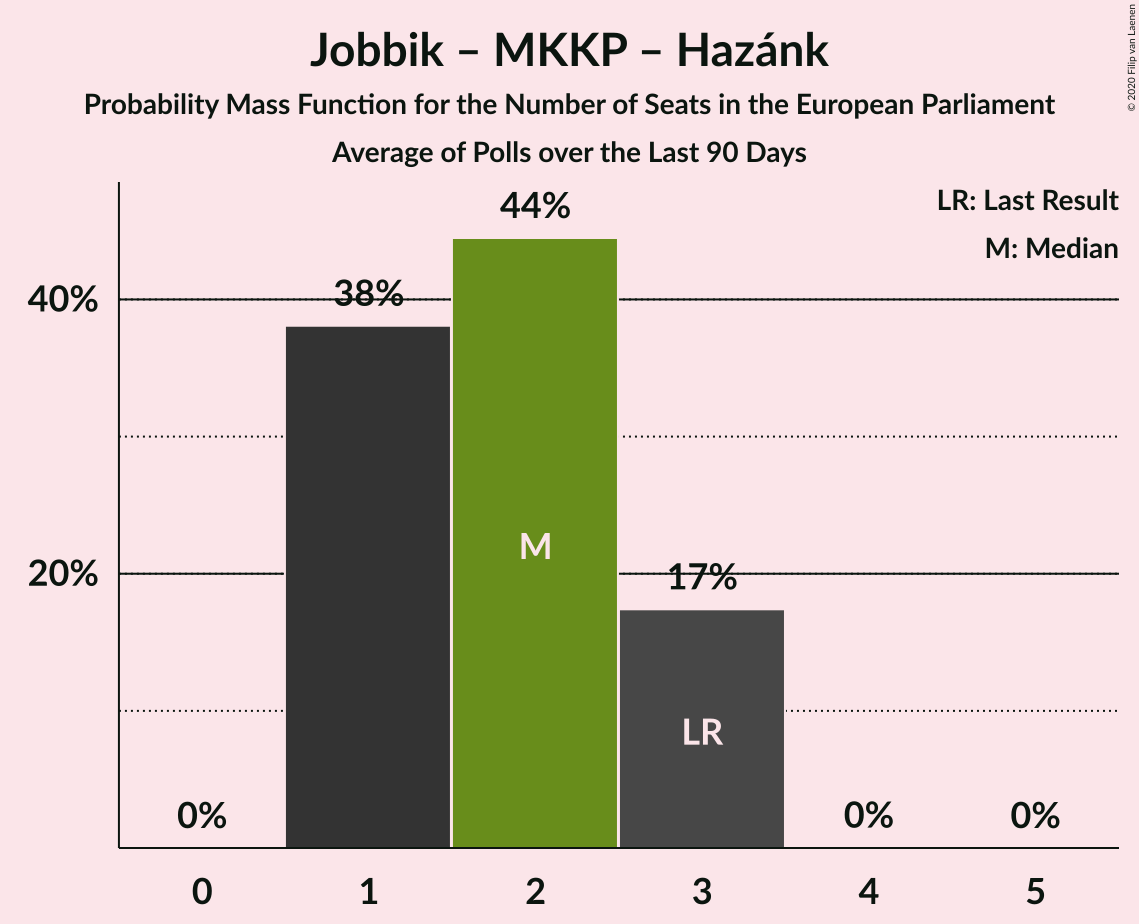 Jobbik – MKKP – Hazánk
Probability Mass Function for the Number of Seats in the European Parliament
Average of Polls over the Last 90 Days
© 2020 Filip van Laenen
LR: Last Result
M: Median
44%
40%
38%
M
20%
17%
LR
0%
0%
0%
0 1 2 3 4 5